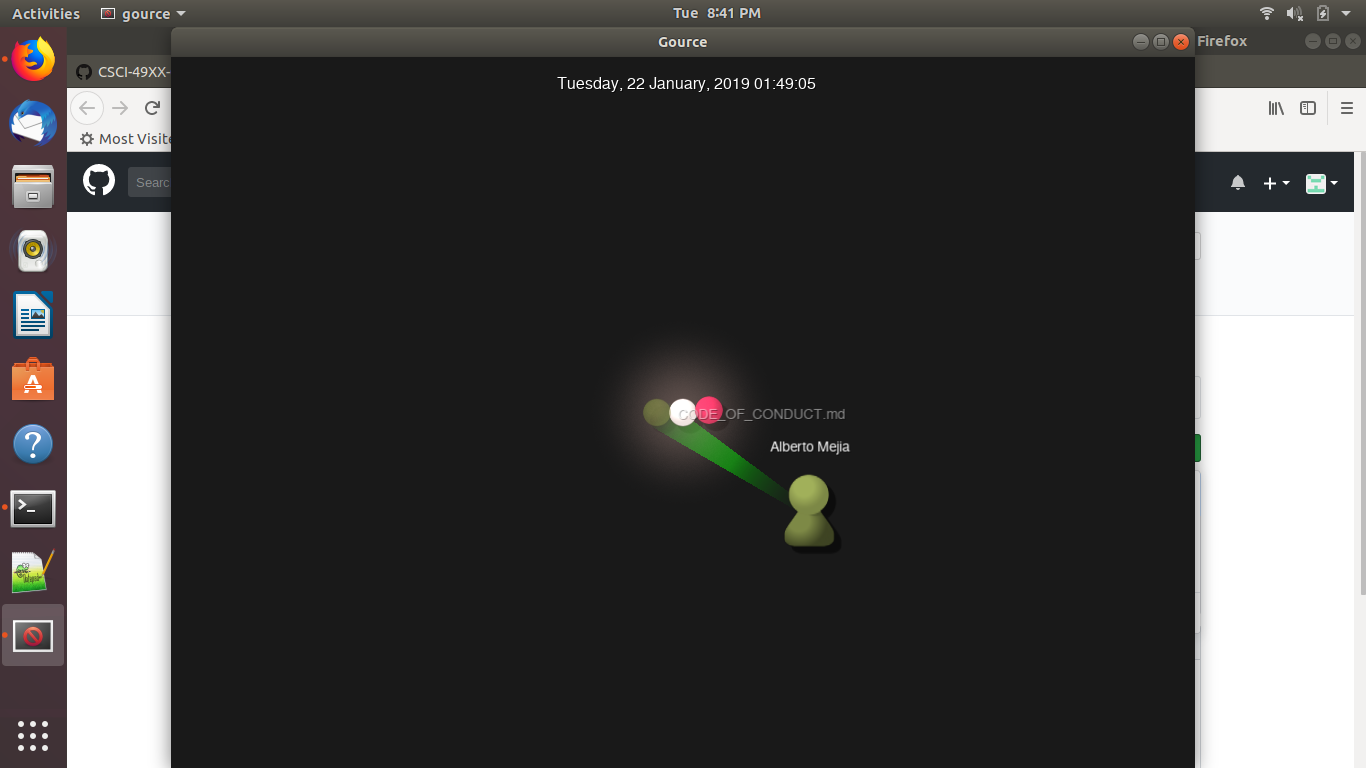 Activities
gource
Tue 8:41 PM
Gource
Firefox
CSCI-49XX-
Tuesday, 22 January, 2019 01:49:05
Most Visite
Searc
CODE_OF_CONDUCT.md
Alberto Mejia